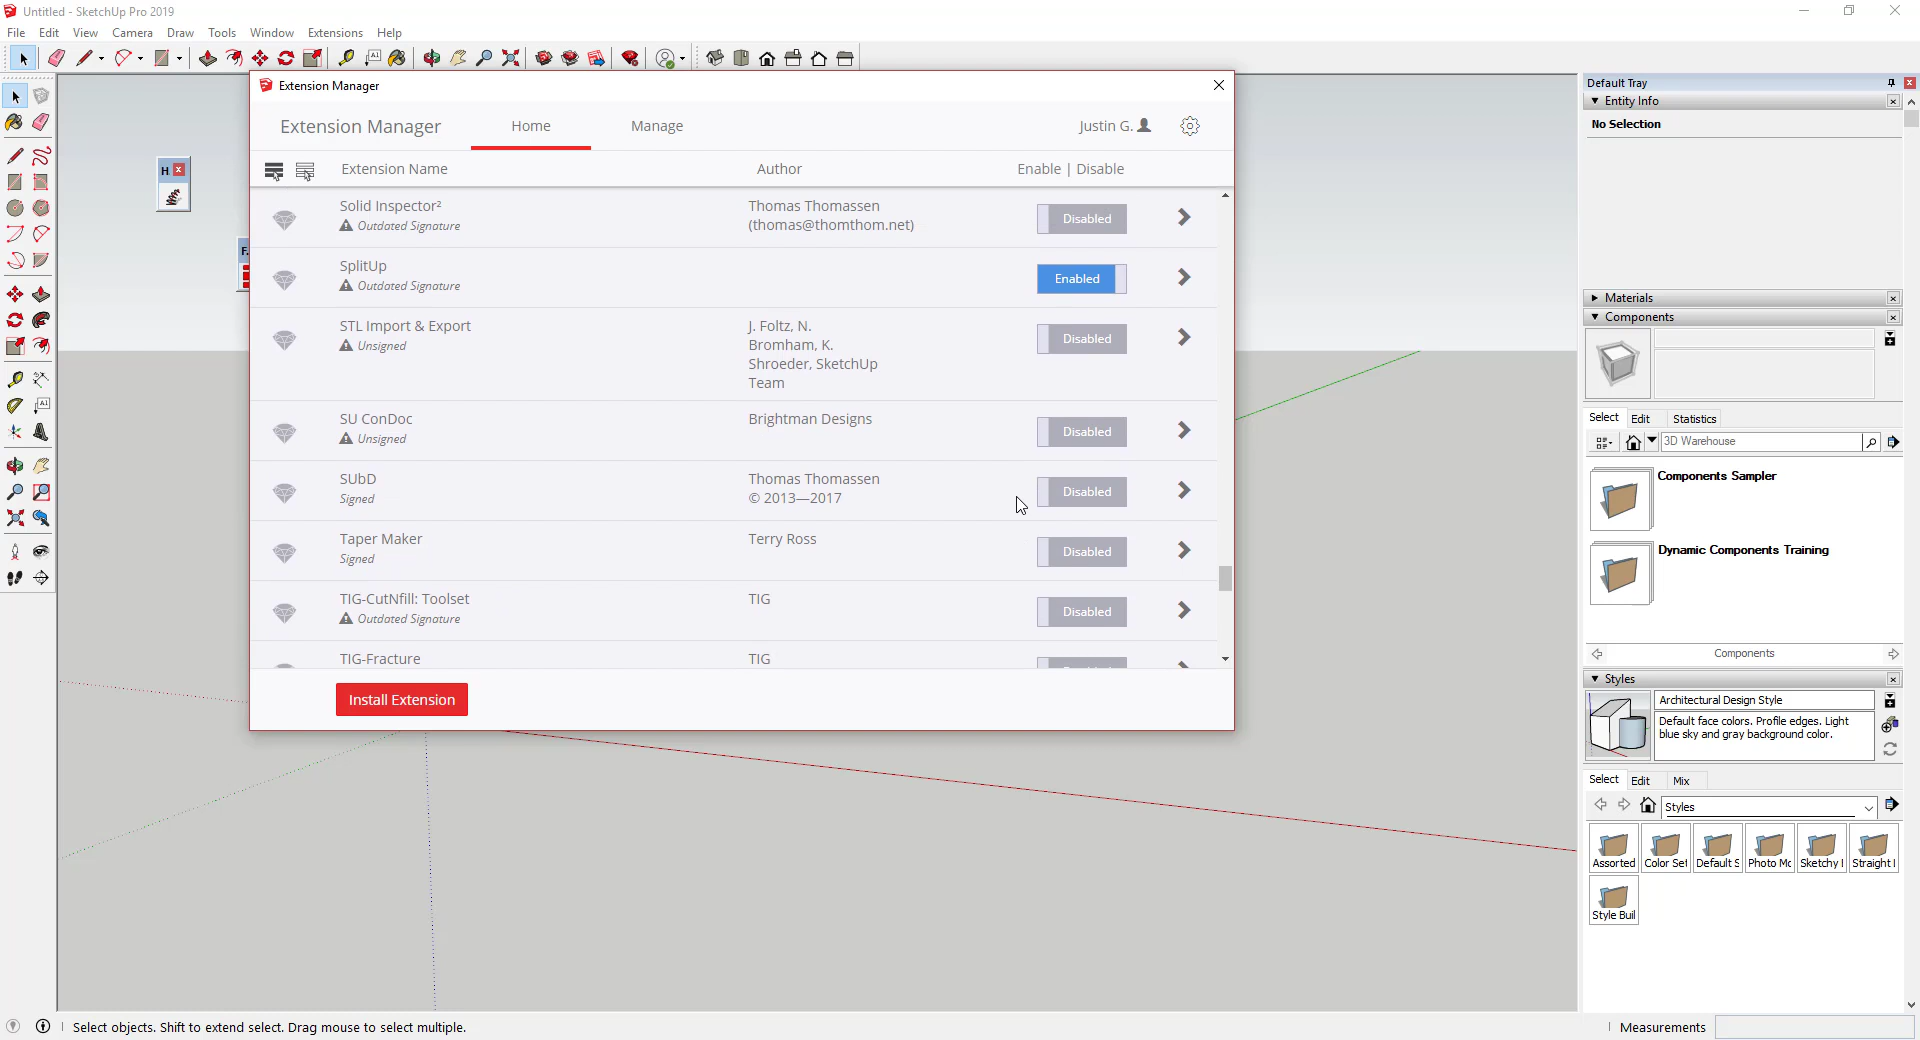 Untitled - SketchUp Pro 2019
File Edit View Camera Draw Tools Window Extensions Help
Extension Manager
Extension Manager Home Manage Justin G.
Extension Name Author Enable | Disable
Solid Inspector² Thomas Thomassen Disabled
Outdated Signature (thomas@thomthom.net)
SplitUp Enabled
Outdated Signature
STL Import & Export J. Foltz, N. Disabled
Unsigned Bromham, K.
Shroeder, SketchUp
Team
SU ConDoc Brightman Designs Disabled
Unsigned
SUbD Thomas Thomassen Disabled
Signed © 2013—2017
Taper Maker Terry Ross Disabled
Signed
TIG-CutNfill: Toolset TIG Disabled
Outdated Signature
TIG-Fracture TIG
Install Extension
H
F.
Default Tray
Entity Info
No Selection
Materials
Components
Select Edit Statistics
3D Warehouse
Components Sampler
Dynamic Components Training
Components
Styles
Architectural Design Style
Default face colors. Profile edges. Light
blue sky and gray background color.
Select Edit Mix
Styles
Assorted Color Set Default S Photo Mo Sketchy I Straight I
Style Buil
Select objects. Shift to extend select. Drag mouse to select multiple.
Measurements